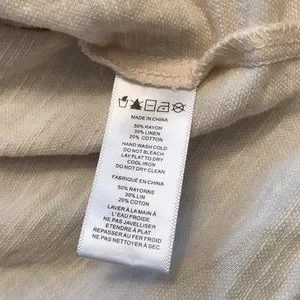 MADE IN CHINA
50% RAYON
30% LINEN
20% COTTON
HAND WASH COLD
DO NOT BLEACH
LAY FLAT TO DRY
COOL IRON
DO NOT DRY CLEAN
FABRIQUÉ EN CHINA
50% RAYONNE
30% LIN
20% COTON
LAVER À LA MAIN À
L'EAU FROIDE
NE PAS JAVELLISER
ETENDRE À PLAT
REPASSER AU FER FROID
NE PAS NETTOYER À SEC